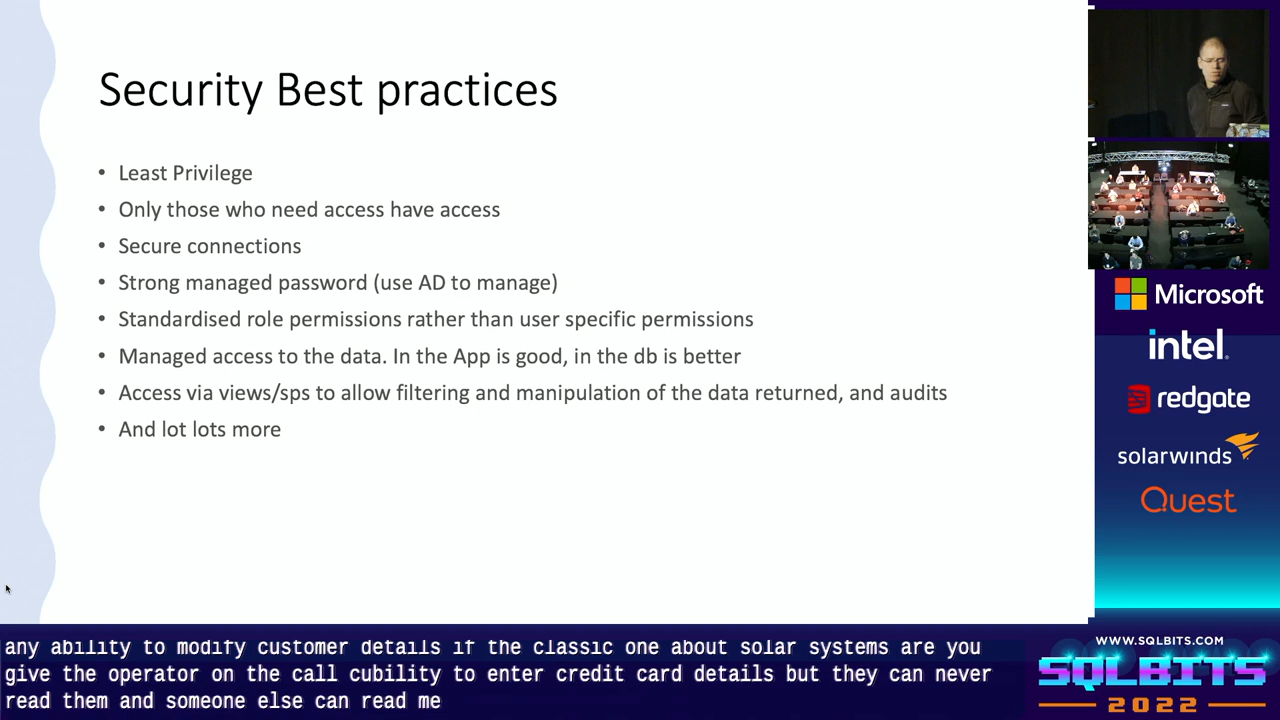 Security Best practices
• Least Privilege
• Only those who need access have access
• Secure connections
• Strong managed password (use AD to manage)
• Standardised role permissions rather than user specific permissions
• Managed access to the data. In the App is good, in the db is better
• Access via views/sps to allow filtering and manipulation of the data returned, and audits
• And lot lots more
Microsoft
intel.
redgate
solarwinds
Quest
any ability to modify customer details if the classic one about solar systems are you
give the operator on the call cubility to enter credit card details but they can never
read them and someone else can read me
WWW.SQLBITS.COM
SQLBITS
2022